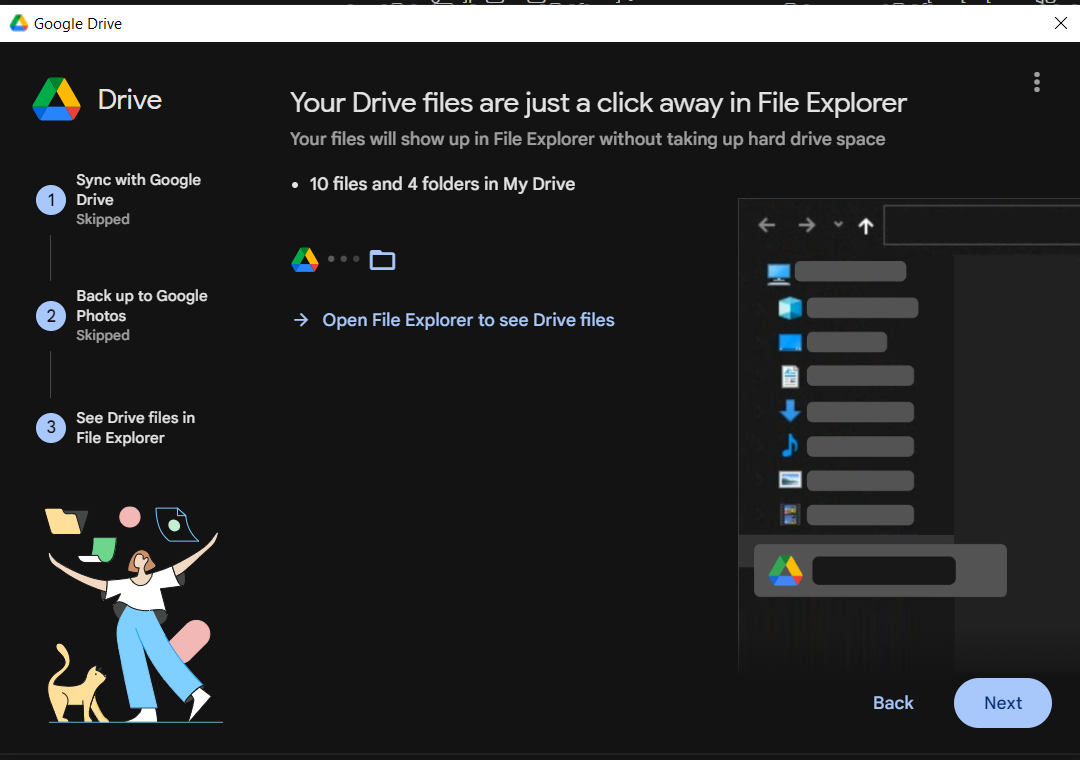 Google Drive
Drive
Your Drive files are just a click away in File Explorer
Your files will show up in File Explorer without taking up hard drive space
• 10 files and 4 folders in My Drive
→ Open File Explorer to see Drive files
1
Sync with Google
Drive
Skipped
2
Back up to Google
Photos
Skipped
3
See Drive files in
File Explorer
Back
Next